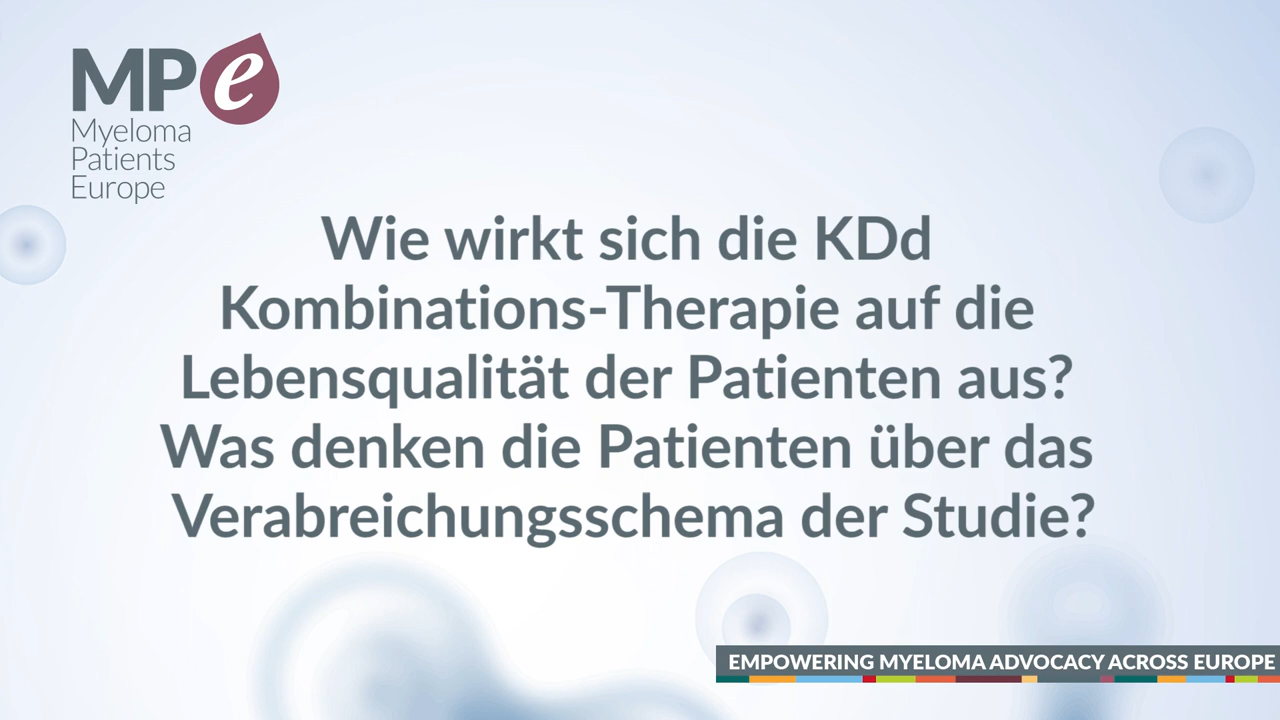 MPe
Myeloma
Patients
Europe
Wie wirkt sich die KDd
Kombinations-Therapie auf die
Lebensqualität der Patienten aus?
Was denken die Patienten über das
Verabreichungsschema der Studie?
EMPOWERING MYELOMA ADVOCACY ACROSS EUROPE